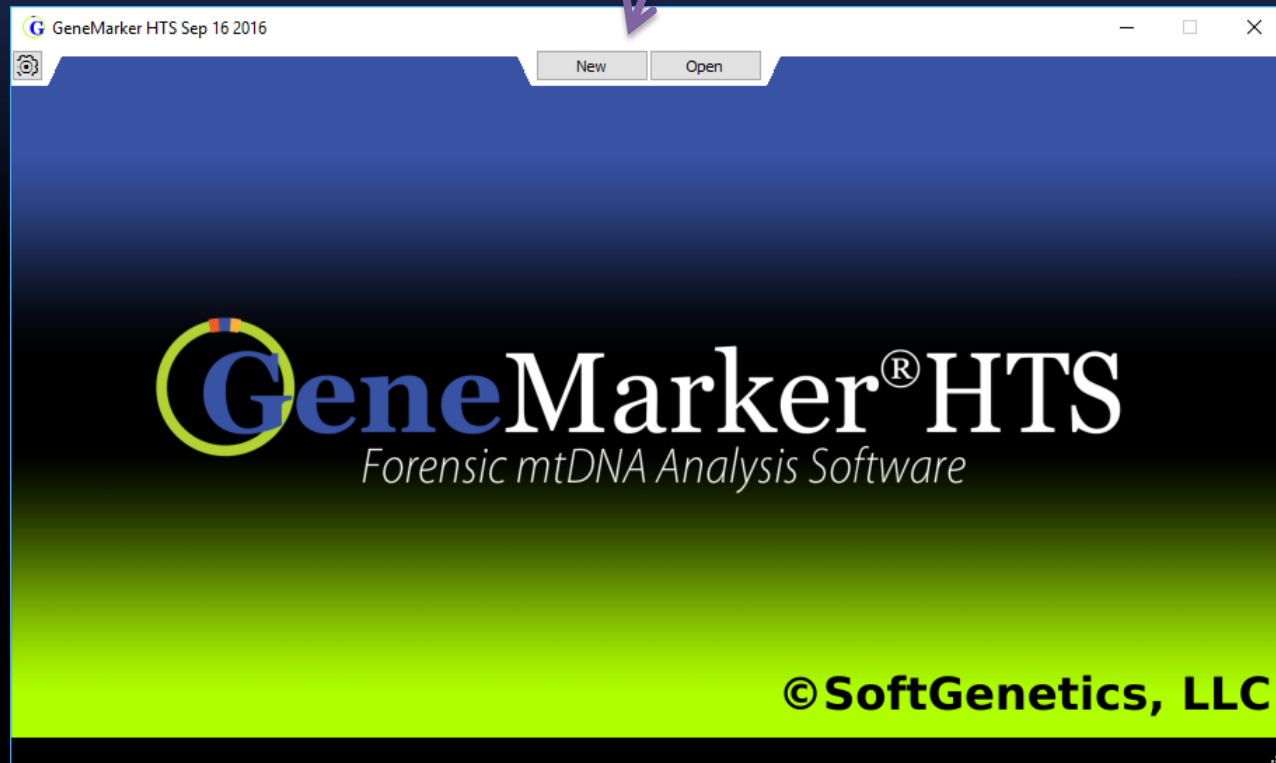 GeneMarker HTS Sep 16 2016
New Open
GeneMarker®HTS
Forensic mtDNA Analysis Software
©SoftGenetics, LLC